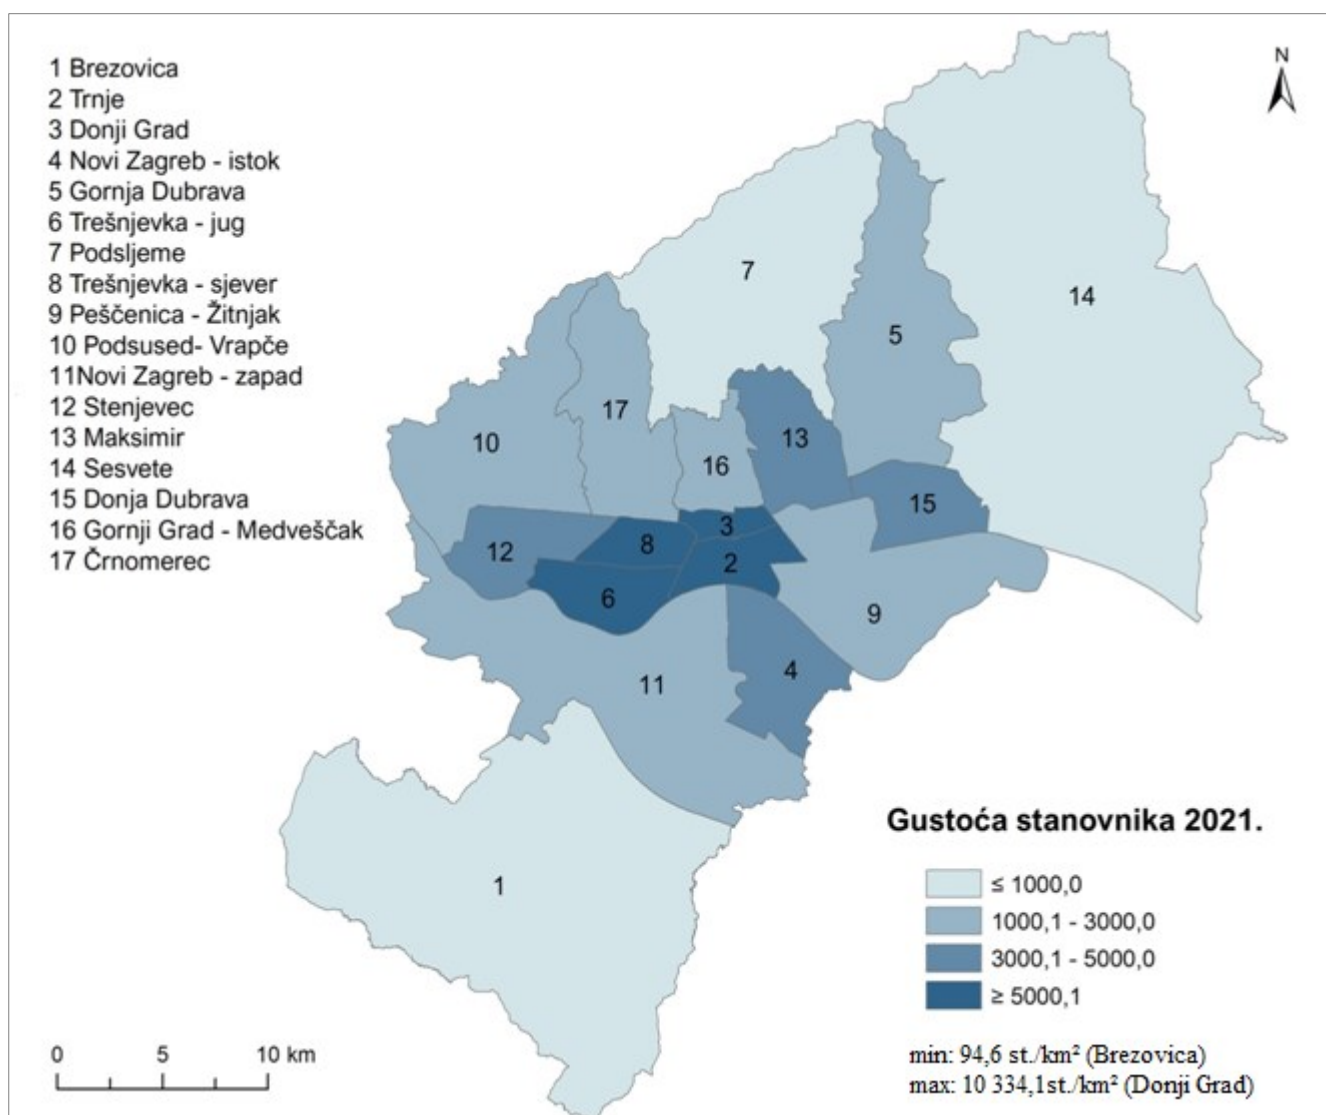 1 Brezovica
2 Trnje
3 Donji Grad
4 Novi Zagreb - istok
5 Gornja Dubrava
6 Trešnjevka - jug
7 Podsljeme
8 Trešnjevka - sjever
9 Peščenica - Žitnjak
10 Podsused- Vrapče
11Novi Zagreb - zapad
12 Stenjevec
13 Maksimir
14 Sesvete
15 Donja Dubrava
16 Gornji Grad - Medveščak
17 Črnomerec
N
7
14
5
17
13
10
16
15
3
12
8
2
6
9
4
11
1
Gustoća stanovnika 2021.
≤ 1000,0
1000,1 - 3000,0
3000,1 - 5000,0
≥ 5000,1
min: 94,6 st./km² (Brezovica)
max: 10 334,1st./km² (Donji Grad)
0 5 10 km